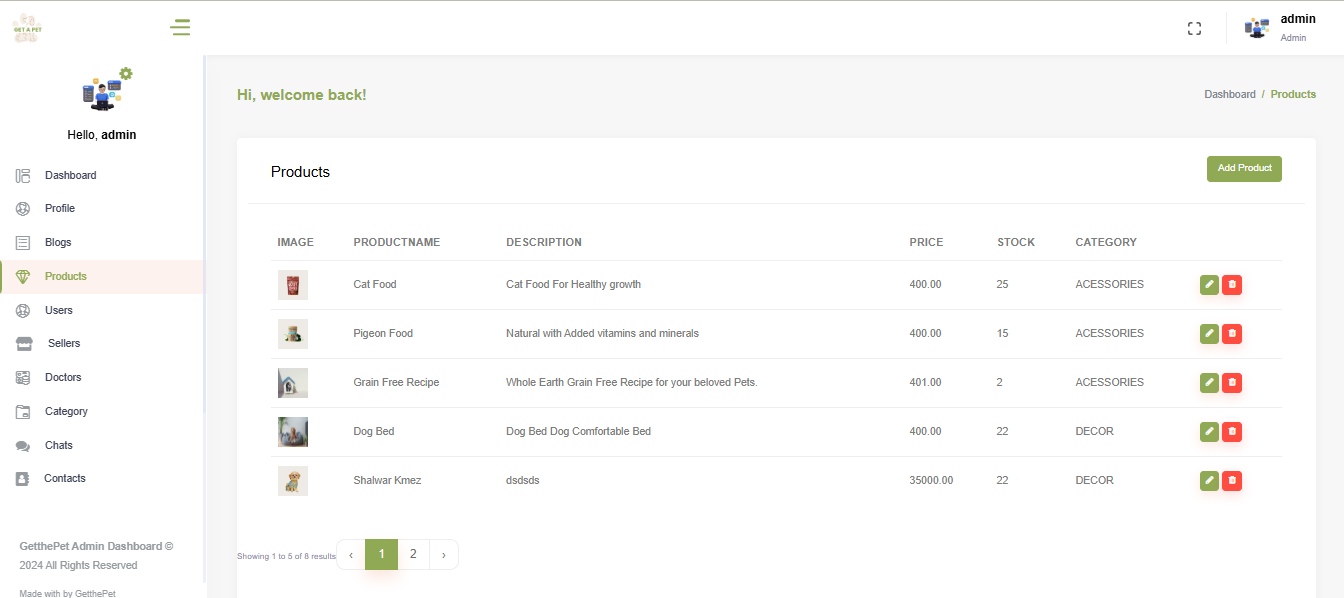 GET A PET
admin
Admin
Hi, welcome back!
Dashboard / Products
Hello, admin
Dashboard
Profile
Blogs
Products
Users
Sellers
Doctors
Category
Chats
Contacts
GetthePet Admin Dashboard ©
2024 All Rights Reserved
Made with by GetthePet
Products
Add Product
IMAGE PRODUCTNAME DESCRIPTION PRICE STOCK CATEGORY
Cat Food Cat Food For Healthy growth 400.00 25 ACESSORIES
Pigeon Food Natural with Added vitamins and minerals 400.00 15 ACESSORIES
Grain Free Recipe Whole Earth Grain Free Recipe for your beloved Pets. 401.00 2 ACESSORIES
Dog Bed Dog Bed Dog Comfortable Bed 400.00 22 DECOR
Shalwar Kmez dsdsds 35000.00 22 DECOR
Showing 1 to 5 of 8 results ‹ 1 2 ›